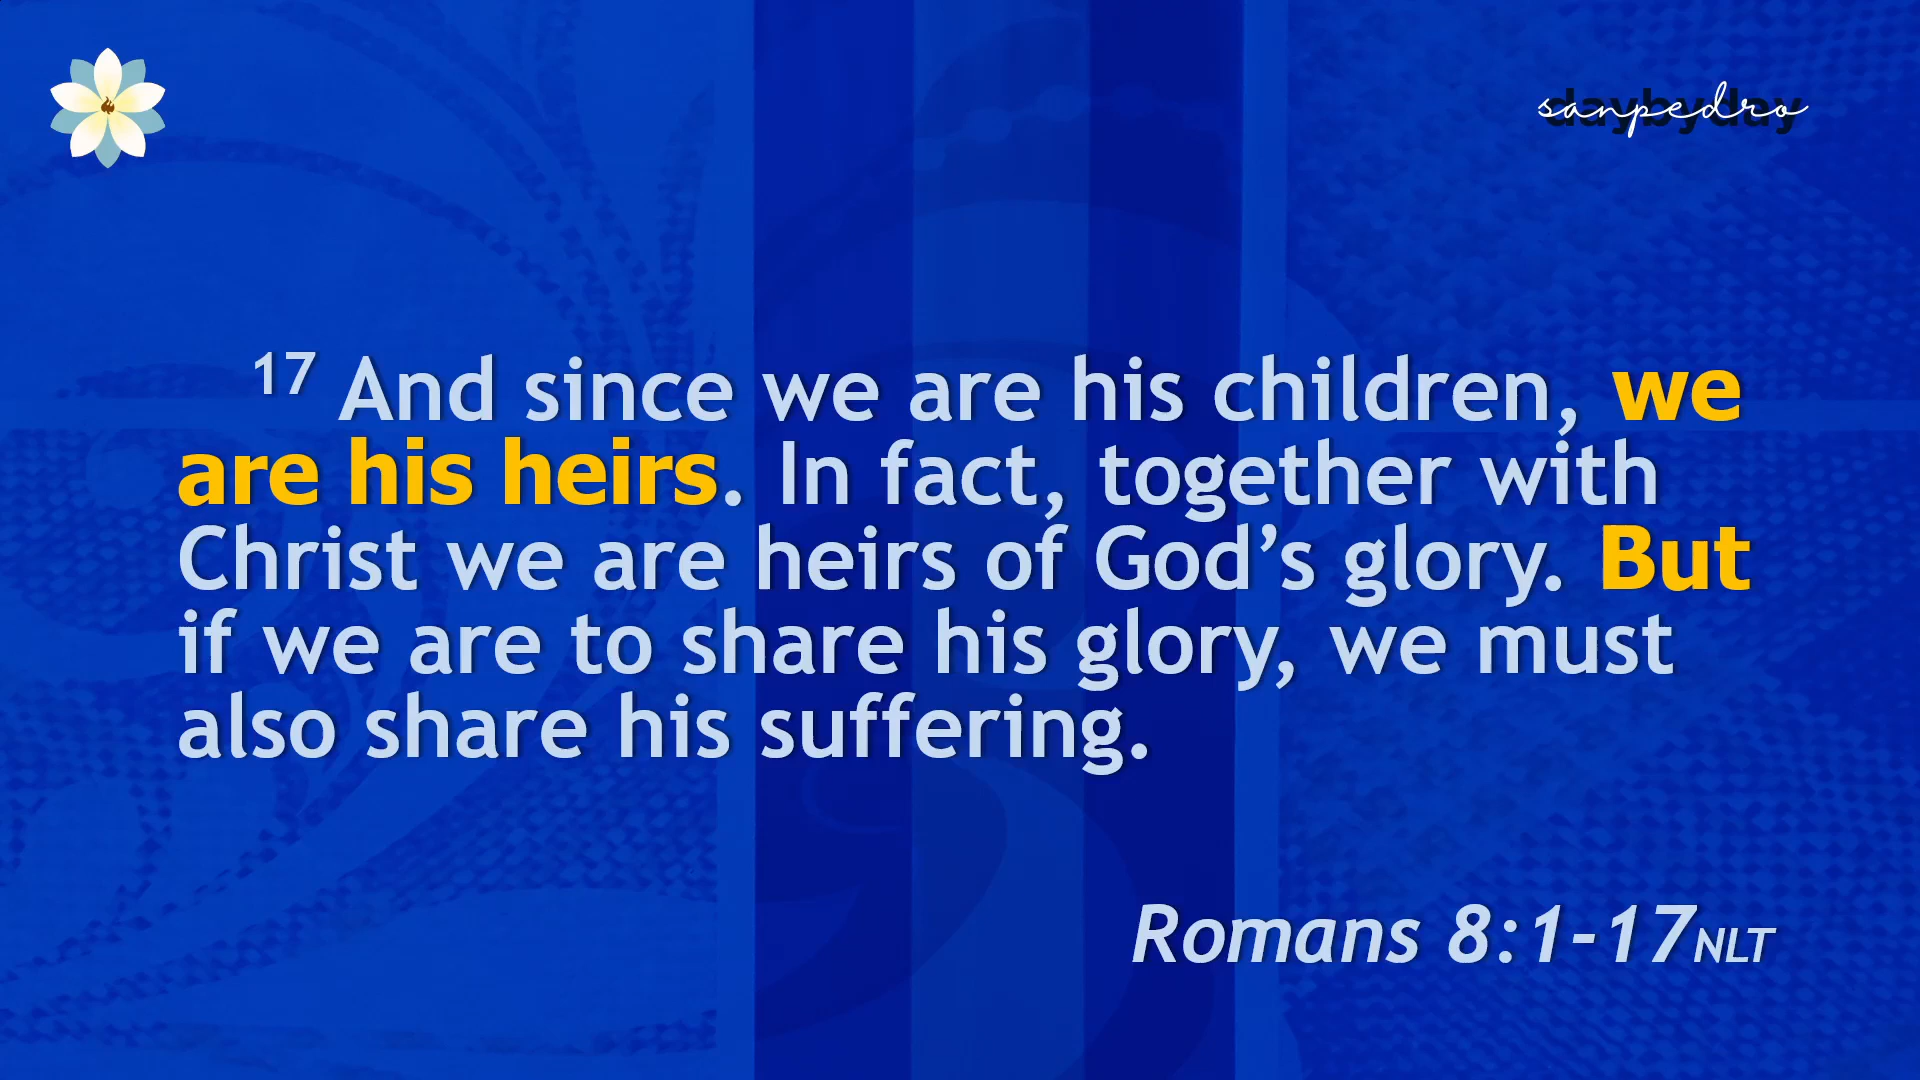 daybyday
sanpedro
17 And since we are his children, we
are his heirs. In fact, together with
Christ we are heirs of God’s glory. But
if we are to share his glory, we must
also share his suffering.
Romans 8:1-17NLT